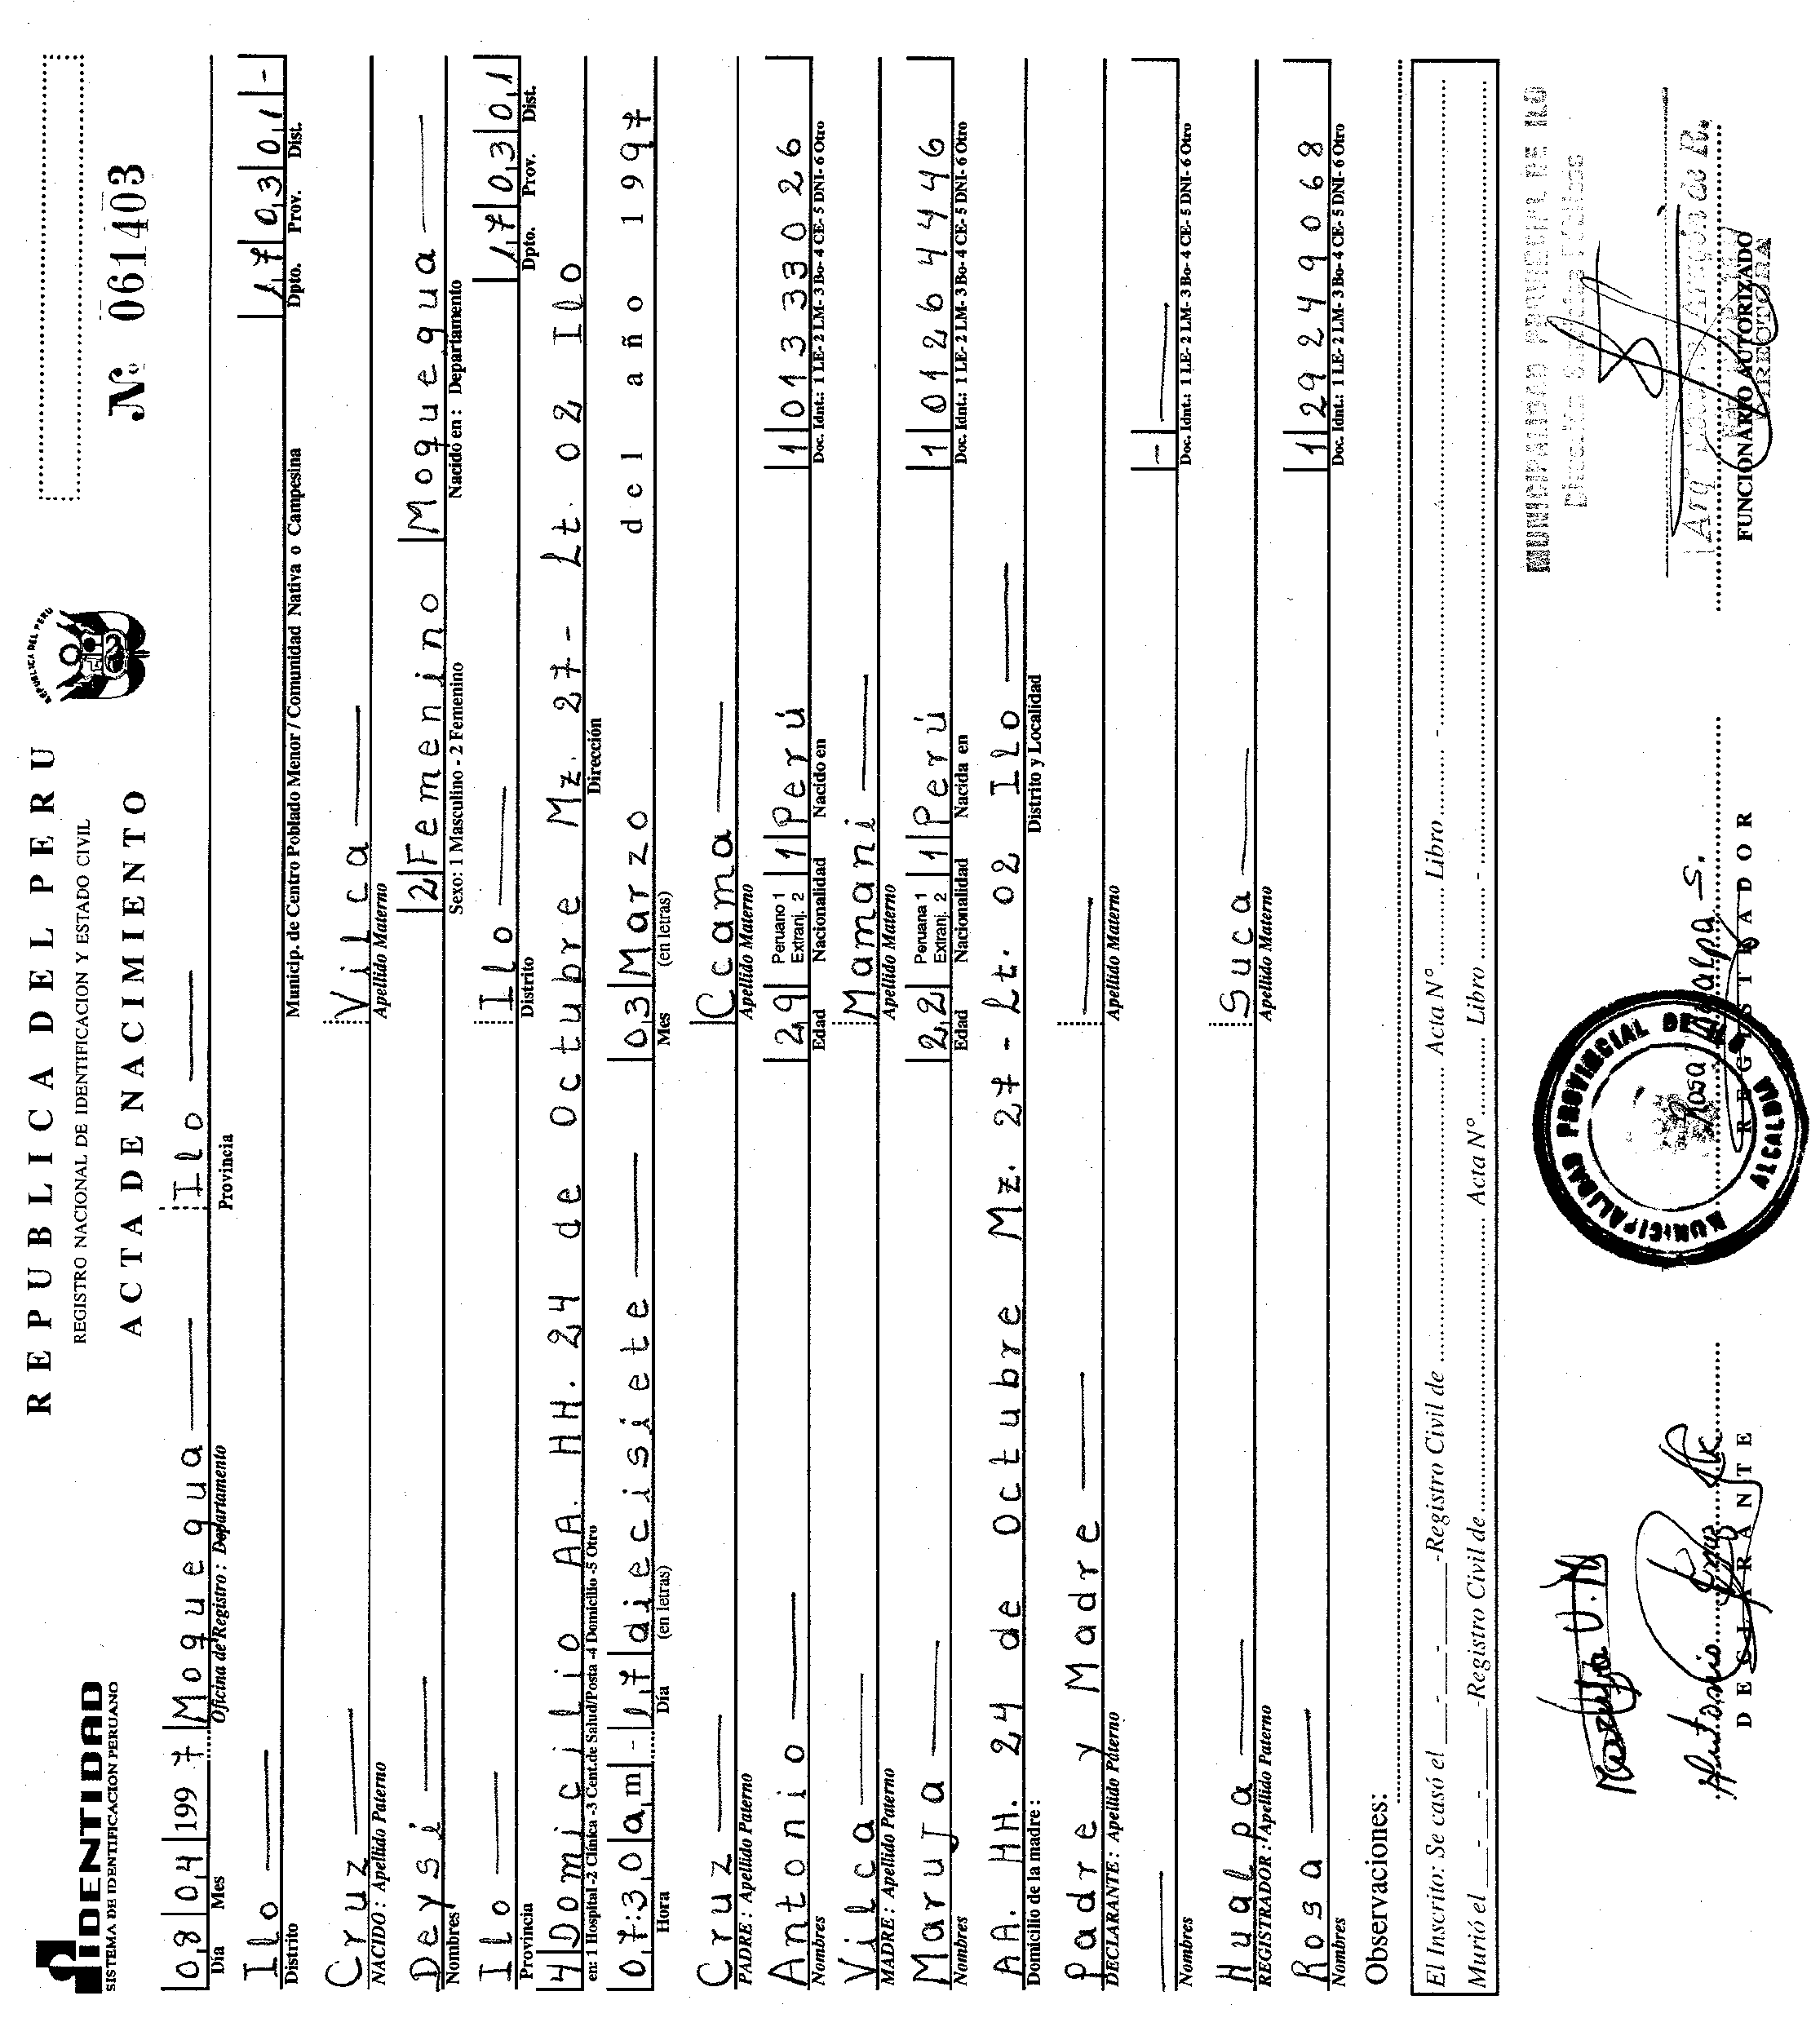 IDENTIDAD
SISTEMA DE IDENTIFICACION PERUANO
REPUBLICA DEL PERU
REGISTRO NACIONAL DE IDENTIFICACION Y ESTADO CIVIL
ACTA DE NACIMIENTO
REPUBLICA DEL PERU
Nº 061403
08 04 1997 Moquegua Ilo
Día Mes Oficina de Registro : Departamento Provincia
Ilo 17 03 01 -
Distrito Municip. de Centro Poblado Menor / Comunidad Nativa o Campesina Dpto. Prov. Dist.
Cruz Vilca
NACIDO : Apellido Paterno Apellido Materno
Deysi 2 Femenino Moquegua
Nombres Sexo: 1 Masculino - 2 Femenino Nacido en : Departamento
Ilo Ilo 17 03 01
Provincia Distrito Dpto. Prov. Dist.
4 Domicilio AA. HH. 24 de Octubre Mz. 27- Lt. 02 Ilo
en: 1 Hospital -2 Clínica -3 Cent.de Salud/Posta -4 Domicilio -5 Otro Dirección
07:30 am - 17 diecisiete 03 Marzo del año 1997
Hora Día (en letras) Mes (en letras)
Cruz Ccama
PADRE : Apellido Paterno Apellido Materno
Antonio 29 Peruano 1 Extranj. 2 1 Perú 1 01333026
Nombres Edad Nacionalidad Nacido en Doc. Idnt.: 1 LE- 2 LM- 3 Bo- 4 CE- 5 DNI- 6 Otro
Vilca Mamani
MADRE : Apellido Paterno Apellido Materno
Maruja 22 Peruana 1 Extranj. 2 1 Perú 1 01264446
Nombres Edad Nacionalidad Nacida en Doc. Idnt.: 1 LE- 2 LM- 3 Bo- 4 CE- 5 DNI- 6 Otro
AA. HH. 24 de Octubre Mz. 27 - Lt. 02 Ilo
Domicilio de la madre : Distrito y Localidad
Padre y Madre
DECLARANTE : Apellido Paterno Apellido Materno
-
Nombres Doc. Idnt.: 1 LE- 2 LM- 3 Bo- 4 CE- 5 DNI- 6 Otro
Hualpa Suca
REGISTRADOR : Apellido Paterno Apellido Materno
Rosa 1 29249068
Nombres Doc. Idnt.: 1 LE- 2 LM- 3 Bo- 4 CE- 5 DNI- 6 Otro
Observaciones:
El Inscrito: Se casó el - - -Registro Civil de Acta Nº Libro -
Murió el - - -Registro Civil de Acta Nº Libro -
MUNICIPALIDAD PROVINCIAL DE ILO
Maruja V.M
Antonio Cruz
Rosa Hualpa S.
MUNICIPALIDAD PROVINCIAL DE ILO
ALCALDIA
DECLARANTE
REGISTRADOR
FUNCIONARIO AUTORIZADO
DIRECTORA